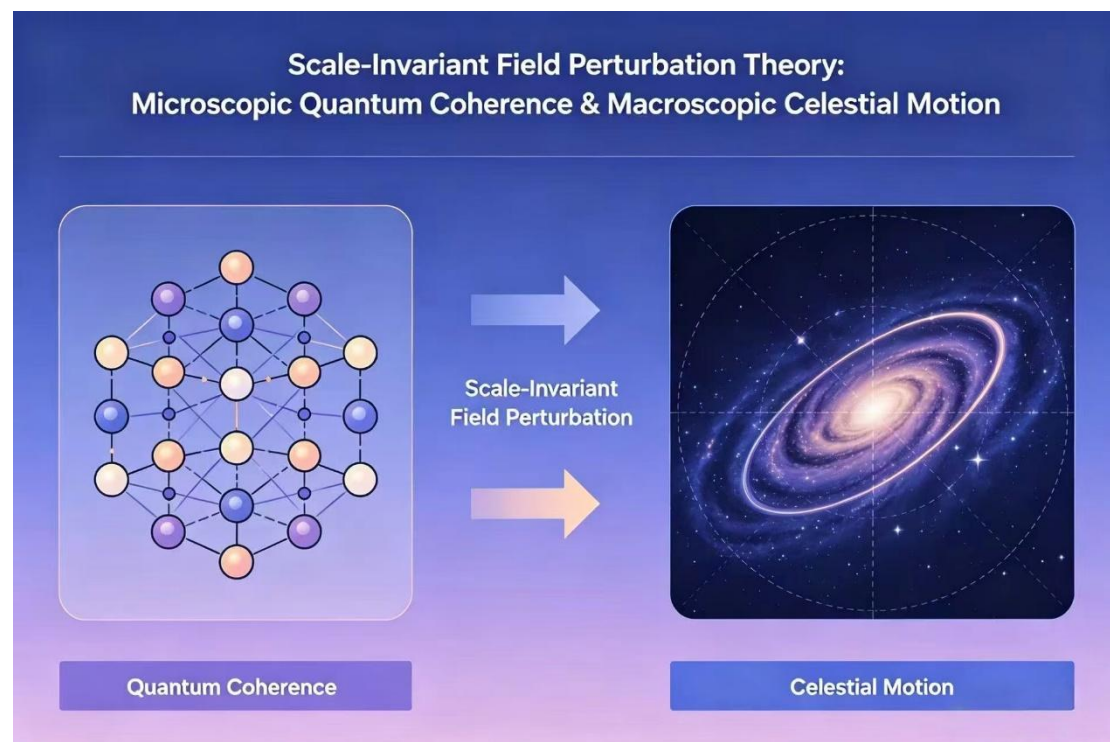 Scale-Invariant Field Perturbation Theory:
Microscopic Quantum Coherence & Macroscopic Celestial Motion
Scale-Invariant
Field Perturbation
Quantum Coherence
Celestial Motion